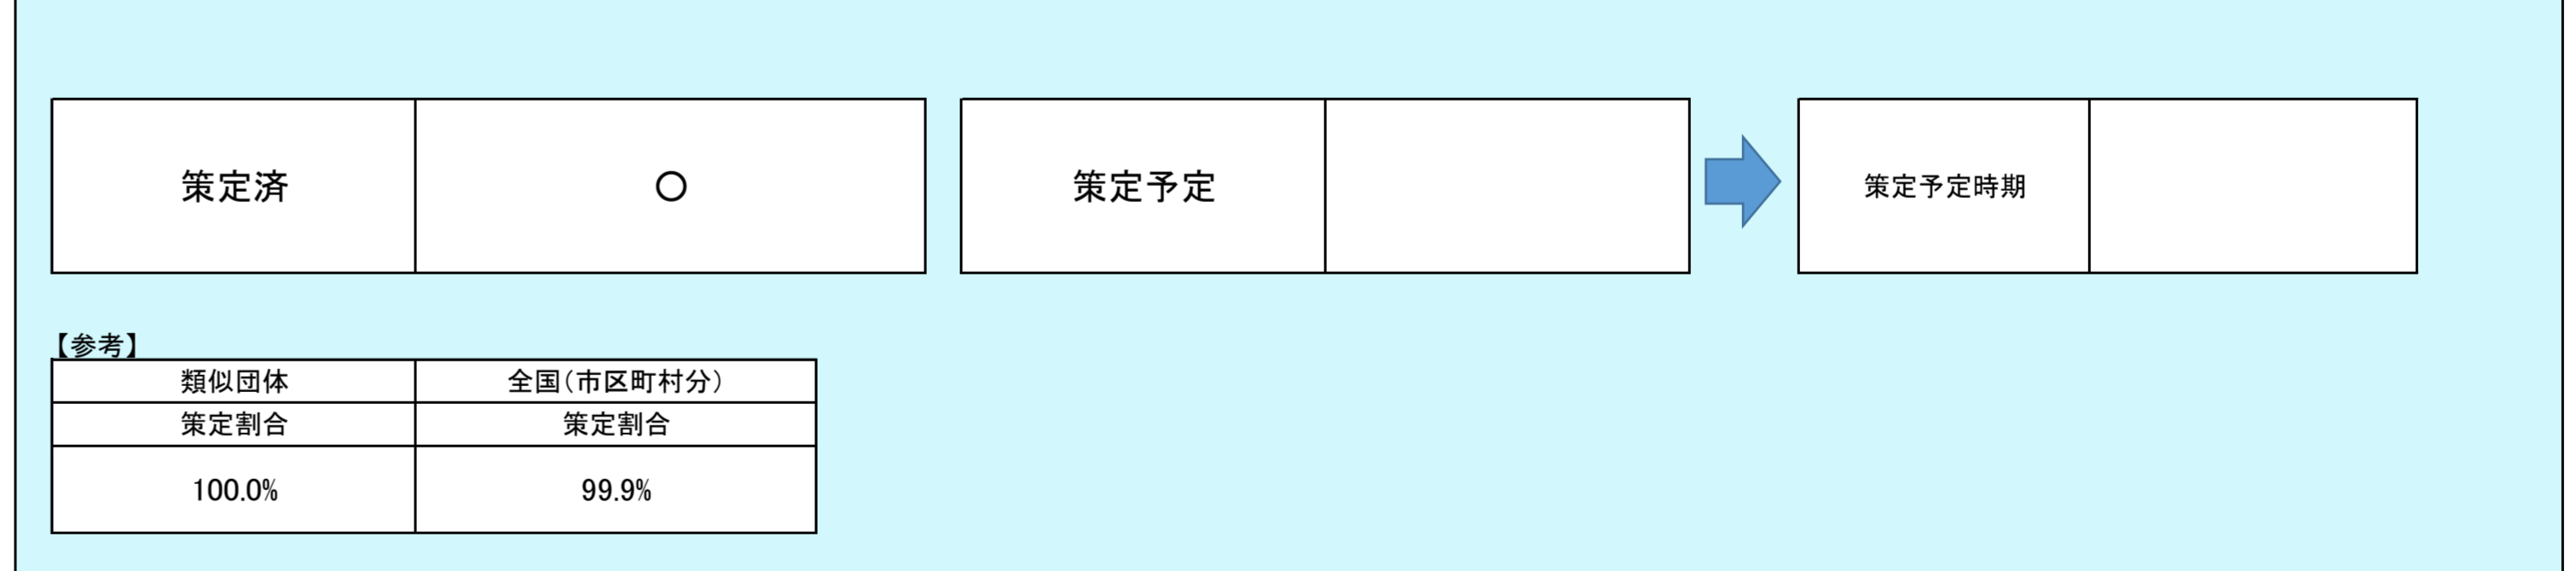 策定済 ○ 策定予定 策定予定時期
【参考】
類似団体 全国(市区町村分)
策定割合 策定割合
100.0% 99.9%